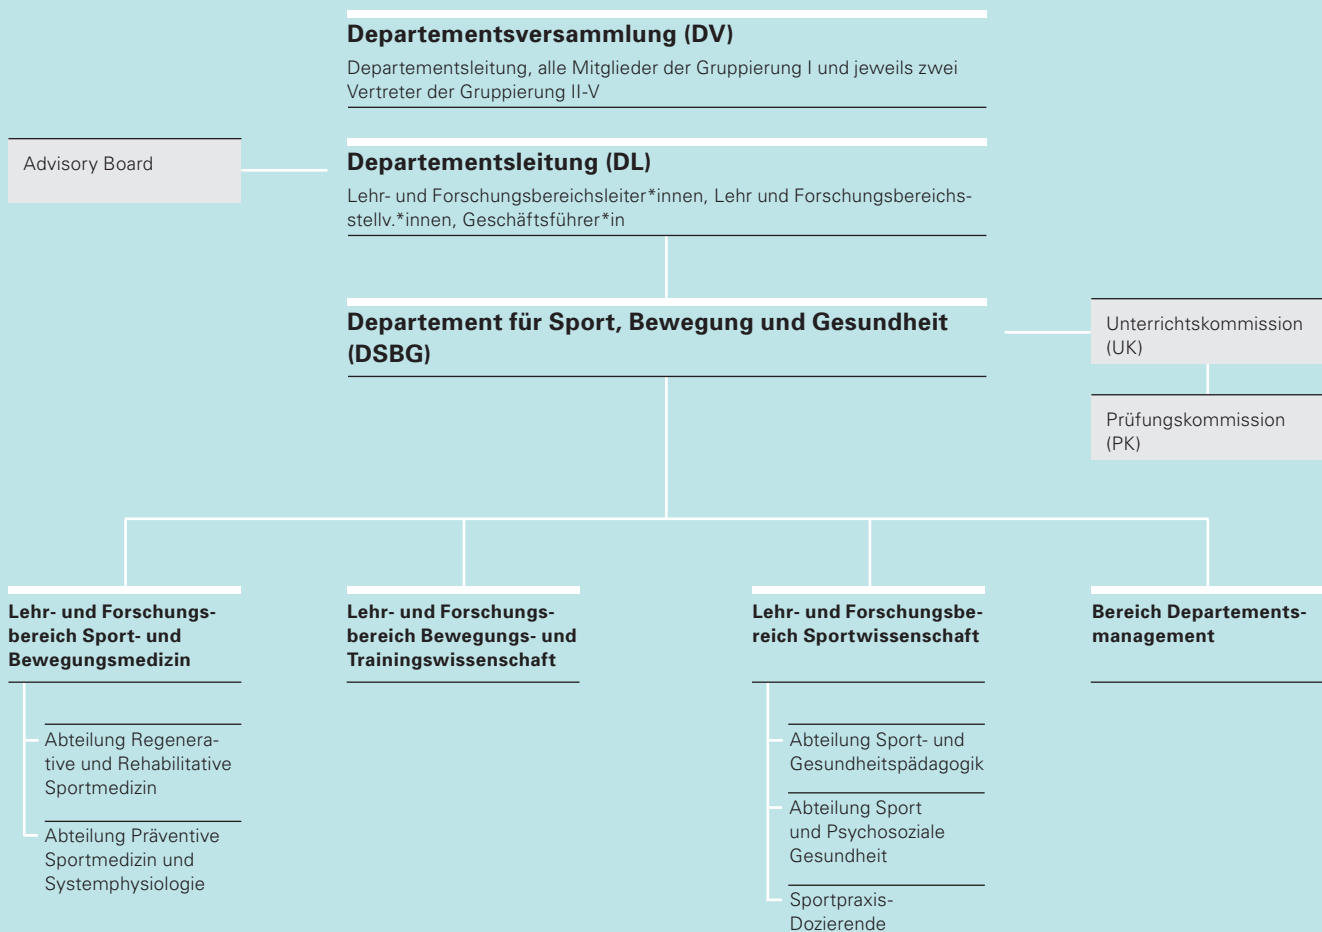 Departementsversammlung (DV)
Departementsleitung, alle Mitglieder der Gruppierung I und jeweils zwei
Vertreter der Gruppierung II-V
Advisory Board
Departementsleitung (DL)
Lehr- und Forschungsbereichsleiter*innen, Lehr und Forschungsbereichs-
stellv.*innen, Geschäftsführer*in
Departement für Sport, Bewegung und Gesundheit
(DSBG)
Unterrichtskommission
(UK)
Prüfungskommission
(PK)
Lehr- und Forschungs-
bereich Sport- und
Bewegungsmedizin
Abteilung Regenera-
tive und Rehabilitative
Sportmedizin
Abteilung Präventive
Sportmedizin und
Systemphysiologie
Lehr- und Forschungs-
bereich Bewegungs- und
Trainingswissenschaft
Lehr- und Forschungsbe-
reich Sportwissenschaft
Abteilung Sport- und
Gesundheitspädagogik
Abteilung Sport
und Psychosoziale
Gesundheit
Sportpraxis-
Dozierende
Bereich Departements-
management